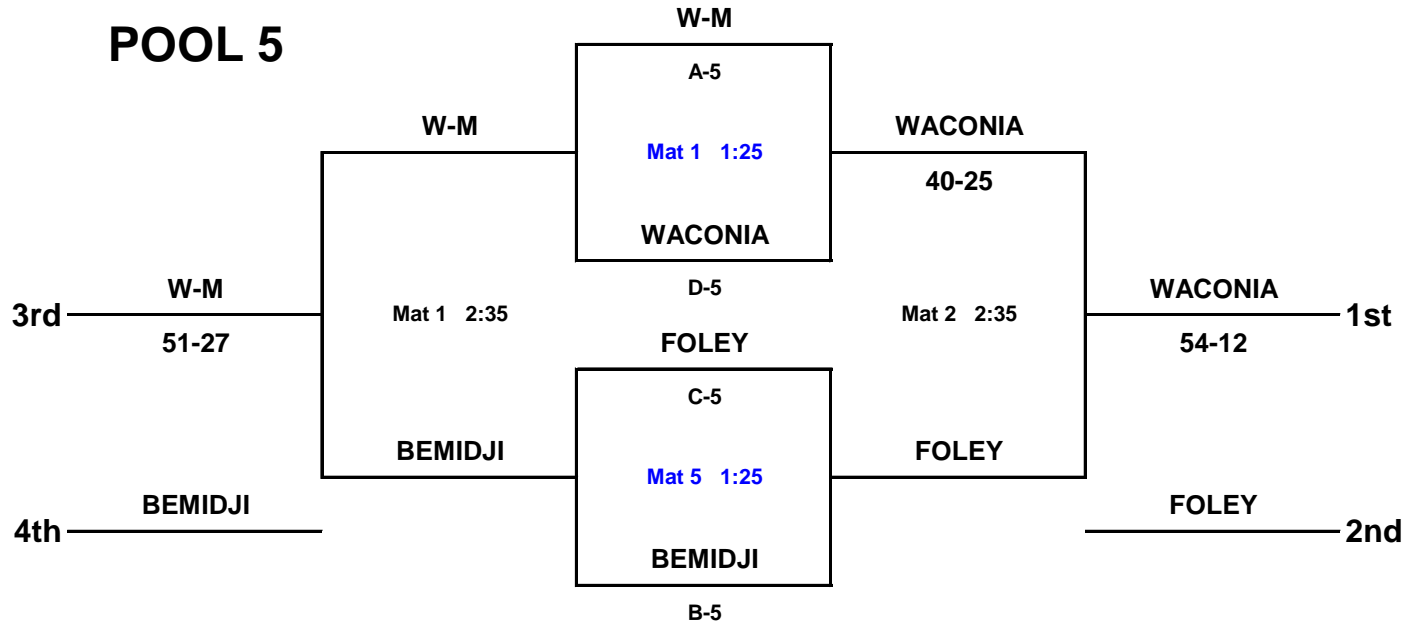 W-M
POOL 5
A-5
W-M
WACONIA
Mat 1 1:25
40-25
WACONIA
W-M
D-5
WACONIA
3rd
Mat 1 2:35
Mat 2 2:35
1st
51-27
FOLEY
54-12
C-5
BEMIDJI
FOLEY
Mat 5 1:25
BEMIDJI
FOLEY
4th
2nd
BEMIDJI
B-5